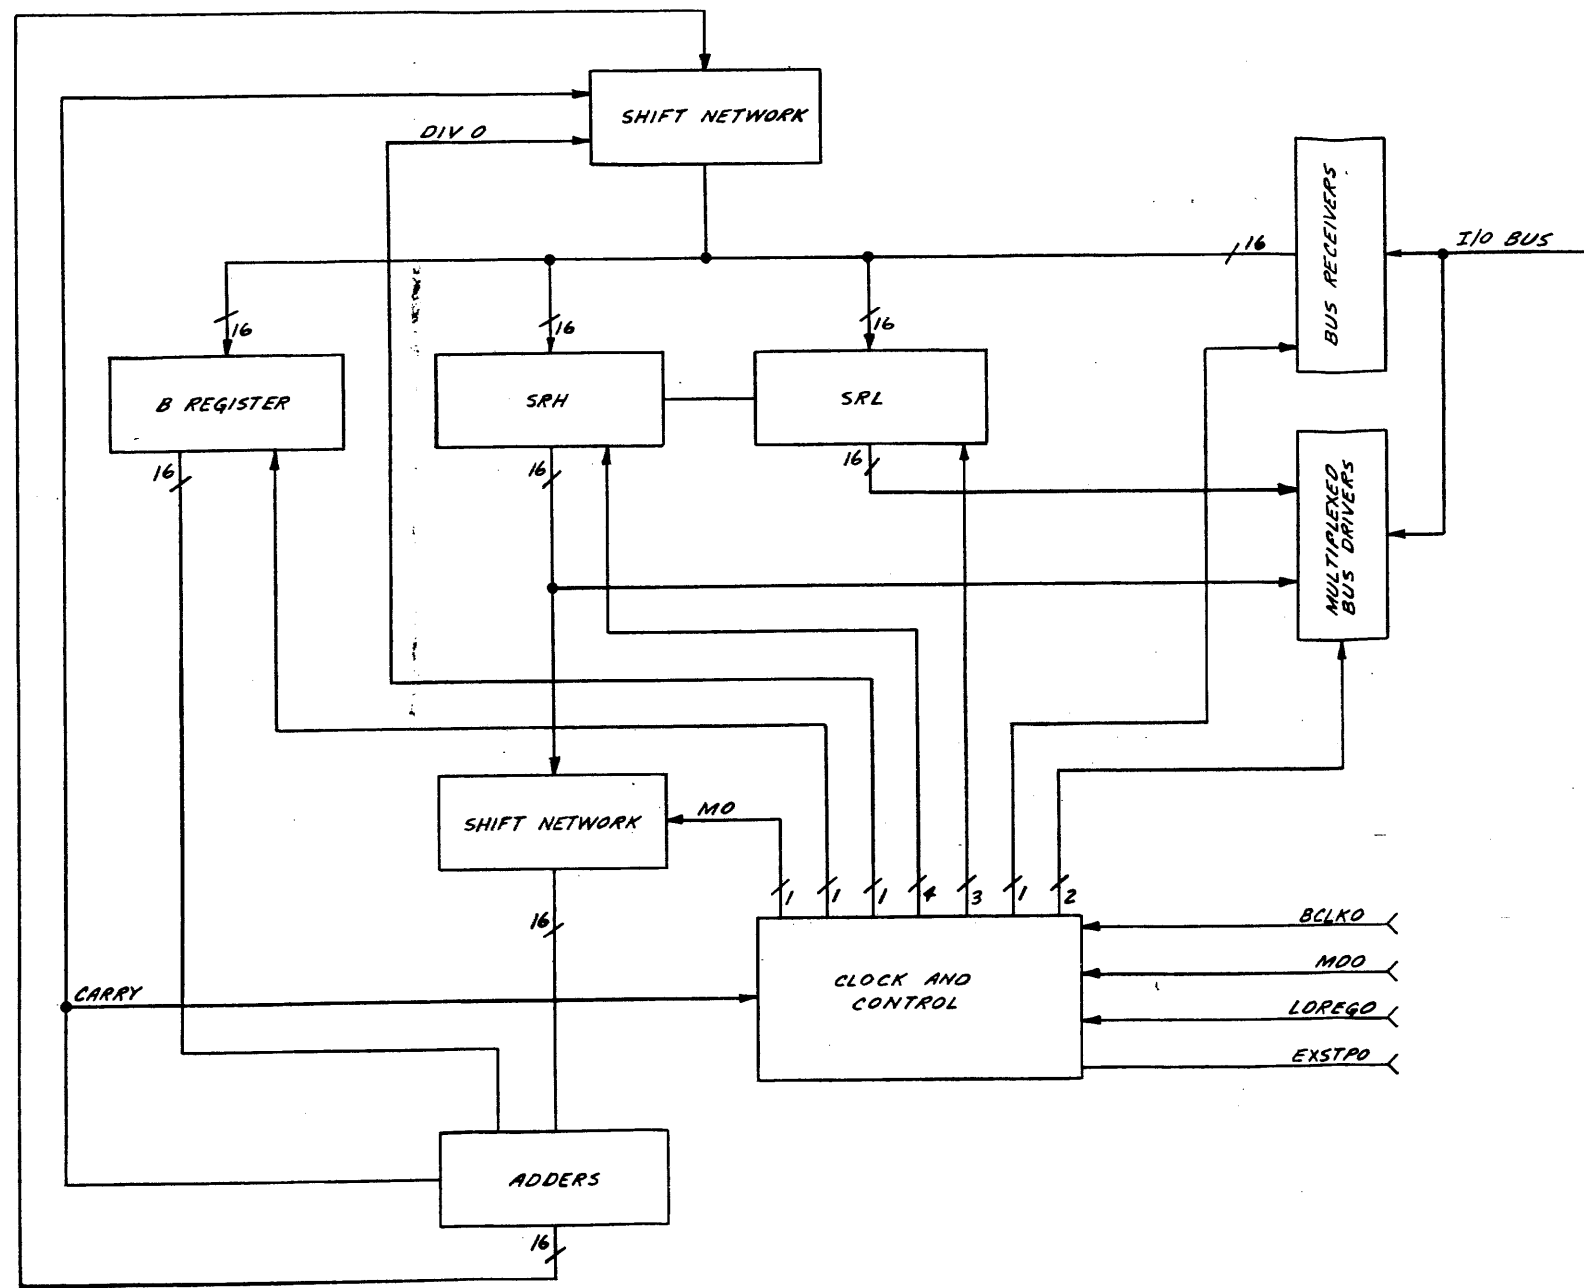 SHIFT NETWORK
DIV O
BUS RECEIVERS
I/O BUS
16
16
16
16
B REGISTER
SRH
SRL
16
16
16
MULTIPLEXED
BUS DRIVERS
SHIFT NETWORK
MO
1
1
1
4
3
1
2
16
BCLKO
CARRY
CLOCK AND
CONTROL
MDO
LOREGO
EXSTPO
ADDERS
16